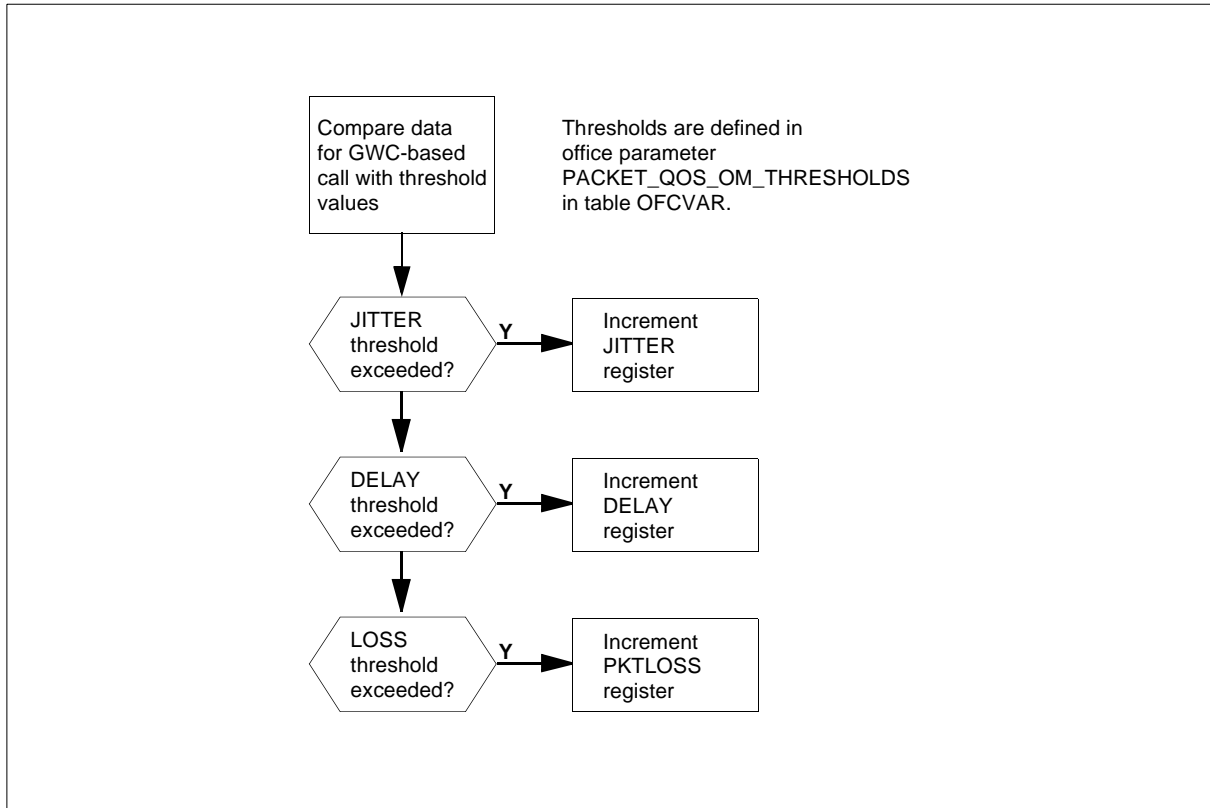 Compare data
for GWC-based
call with threshold
values
Thresholds are defined in
office parameter
PACKET_QOS_OM_THRESHOLDS
in table OFCVAR.
JITTER
threshold
exceeded?
Y
Increment
JITTER
register
DELAY
threshold
exceeded?
Y
Increment
DELAY
register
LOSS
threshold
exceeded?
Y
Increment
PKTLOSS
register